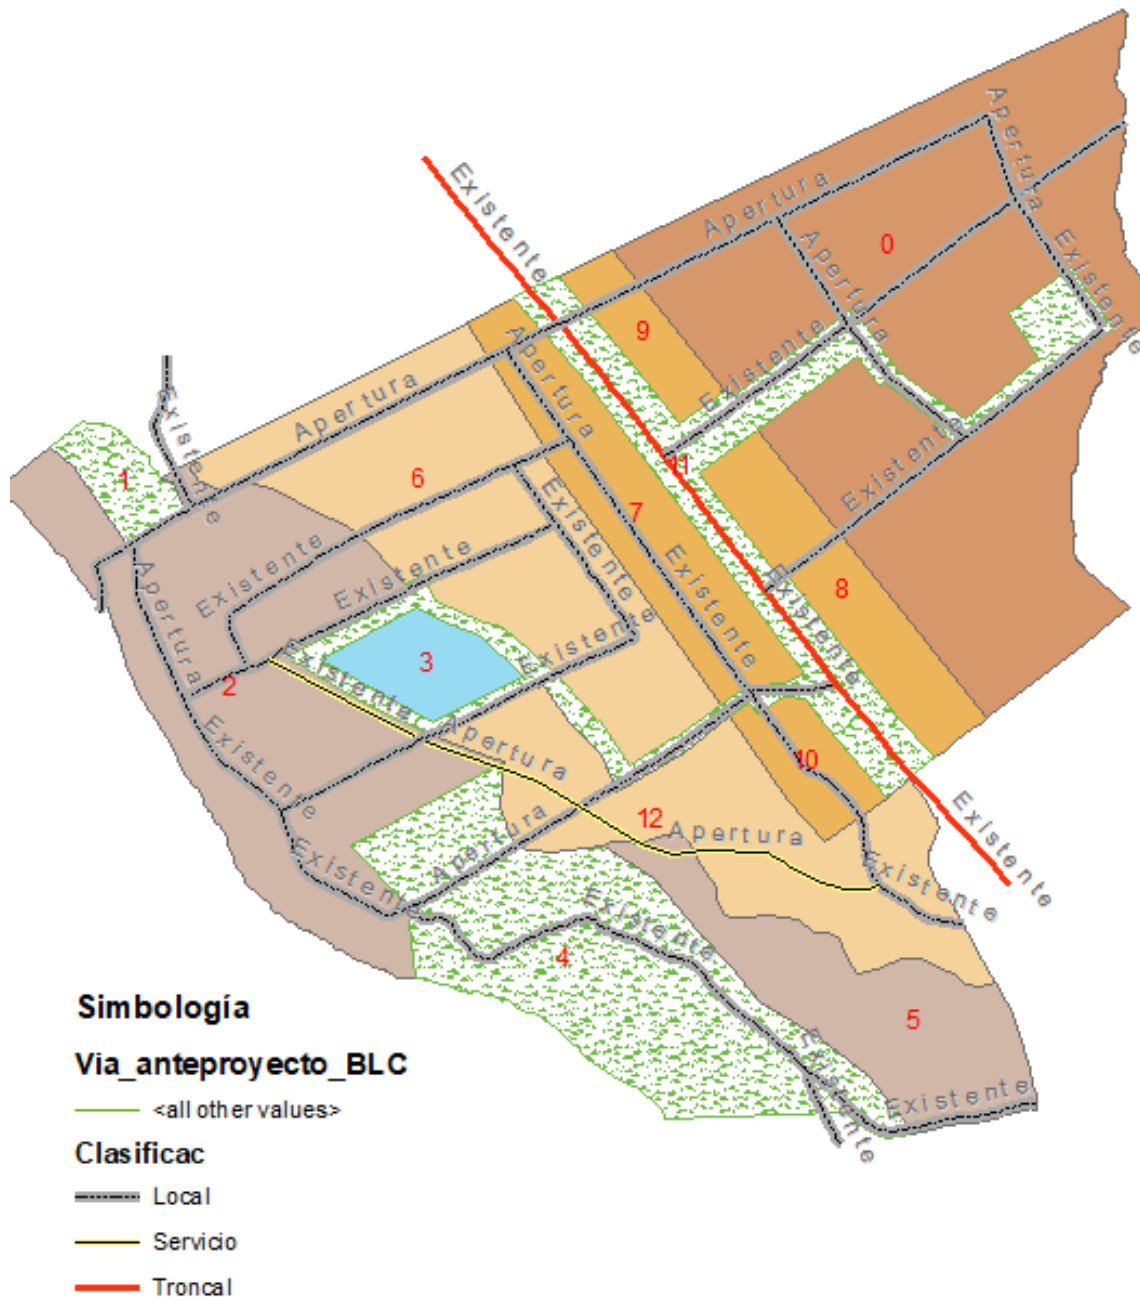 Apertura
Existente
Apertura
0
Apertura
Apertura
Existente
9
Existente
Apertura
Apertura
Existente
1
6
11
Existente
Existente
7
Existente
Existente
Apertura
Existente
Existente
8
Existente
Existente
3
Existente
2
Existente
Apertura
10
Existente
12
Apertura
Existente
Apertura
Existente
Existente
Existente
4
5
Existente
Existente
Simbología
Via_anteproyecto_BLC
<all other values>
Clasificac
Local
Servicio
Troncal